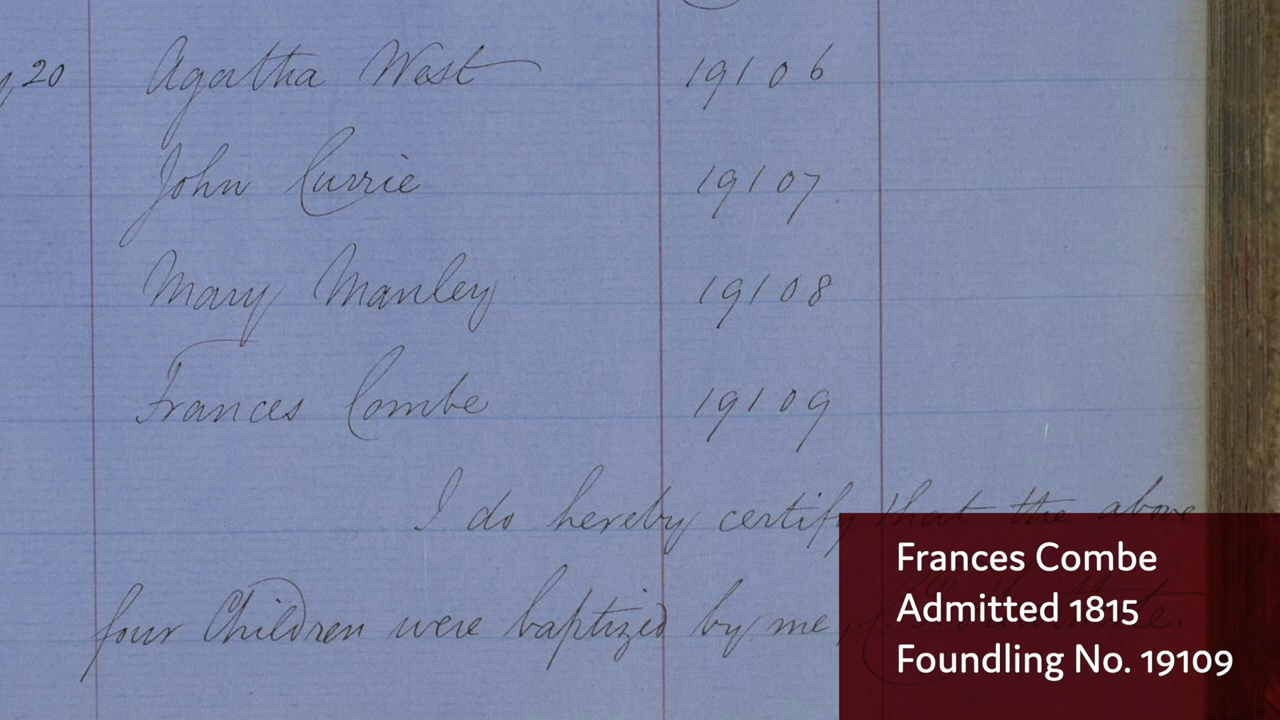 20 Agatha West 19106
John Currie 19107
Mary Manley 19108
Frances Combe 19109
I do hereby certify that the above
four Children were baptized by me,
Frances Combe
Admitted 1815
Foundling No. 19109